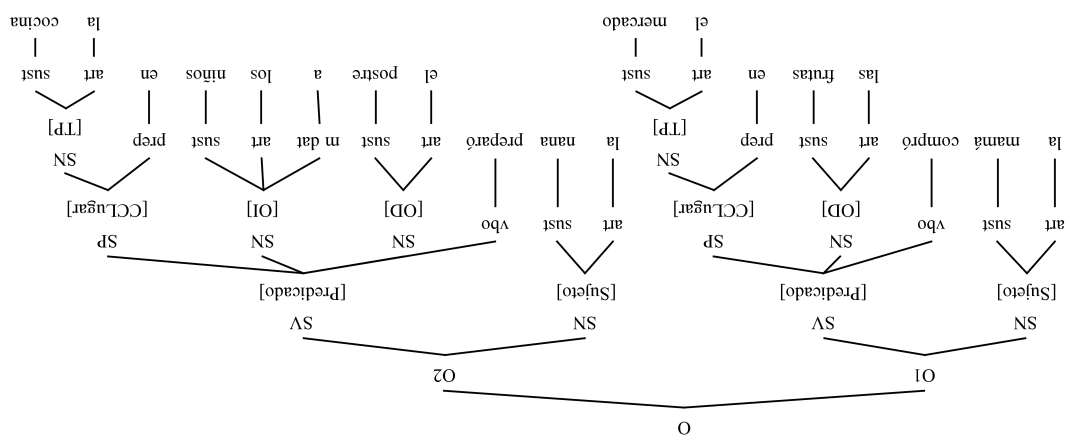 O
O1 O2
SN SV SN SV
[Sujeto] [Predicado] [Sujeto] [Predicado]
SN SP SN SN SP
art sust vbo art sust vbo
[OD] [CCLugar] [OD] [OI] [CCLugar]
SN SN
la mamá compró art sust prep la nana preparó art sust m dat art sust prep
[TP] [TP]
las frutas en art sust el postre a los niños en art sust
el mercado la cocina